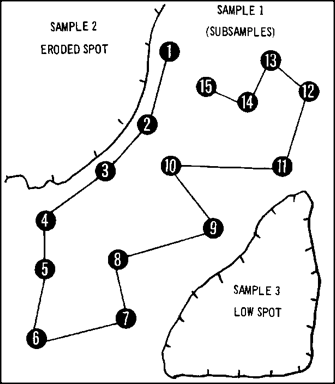 SAMPLE 2
ERODED SPOT
SAMPLE 1
(SUBSAMPLES)
1
2
3
4
5
6
7
8
9
10
11
12
13
14
15
SAMPLE 3
LOW SPOT